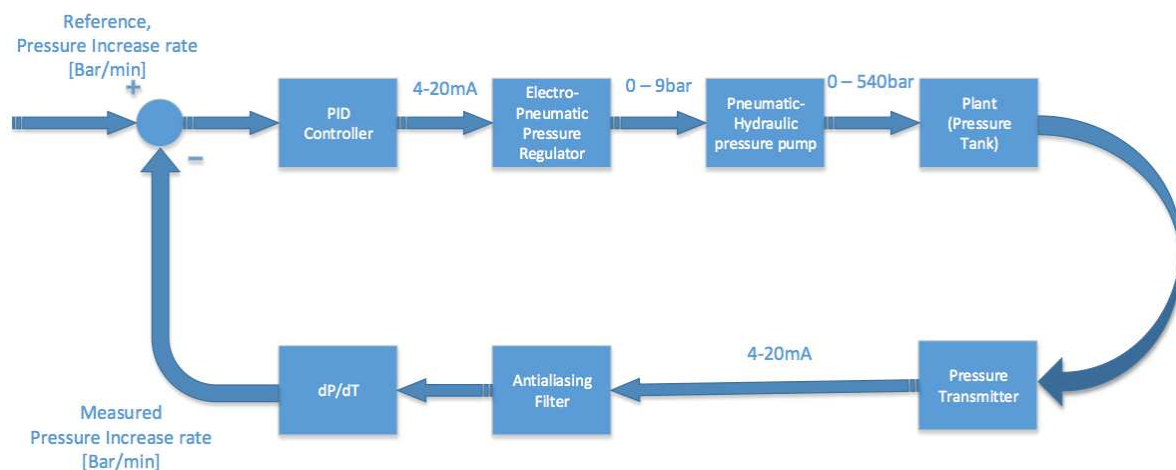 Reference,
Pressure Increase rate
[Bar/min]
+
−
PID
Controller
4-20mA
Electro-
Pneumatic
Pressure
Regulator
0 – 9bar
Pneumatic-
Hydraulic
pressure pump
0 – 540bar
Plant
(Pressure
Tank)
Pressure
Transmitter
4-20mA
Antialiasing
Filter
dP/dT
Measured
Pressure Increase rate
[Bar/min]